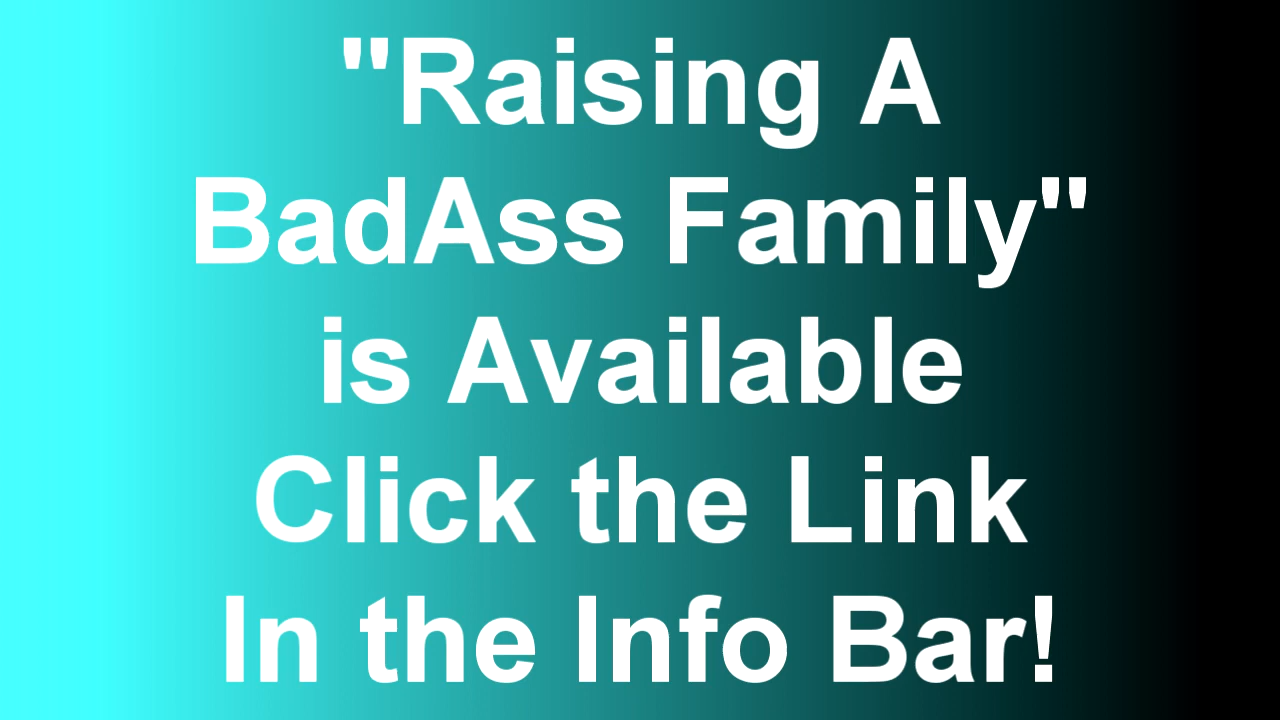 "Raising A
BadAss Family"
is Available
Click the Link
In the Info Bar!